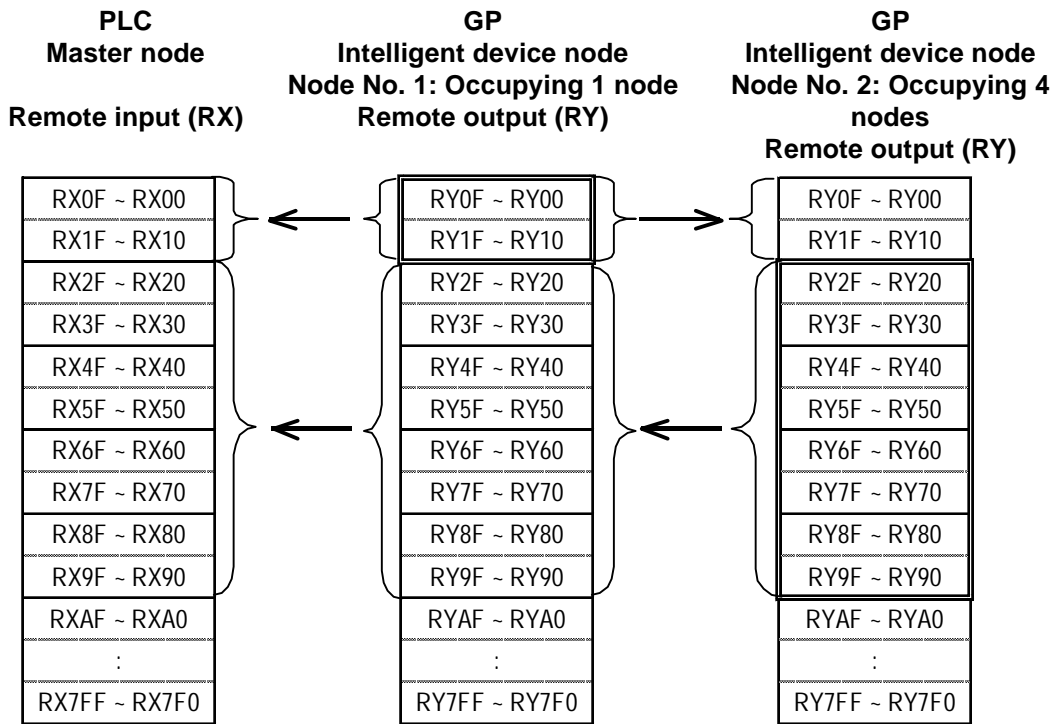 PLC
Master node
Remote input (RX)
GP
Intelligent device node
Node No. 1: Occupying 1 node
Remote output (RY)
GP
Intelligent device node
Node No. 2: Occupying 4
nodes
Remote output (RY)
RX0F ~ RX00
RX1F ~ RX10
RX2F ~ RX20
RX3F ~ RX30
RX4F ~ RX40
RX5F ~ RX50
RX6F ~ RX60
RX7F ~ RX70
RX8F ~ RX80
RX9F ~ RX90
RXAF ~ RXA0
:
RX7FF ~ RX7F0
RY0F ~ RY00
RY1F ~ RY10
RY2F ~ RY20
RY3F ~ RY30
RY4F ~ RY40
RY5F ~ RY50
RY6F ~ RY60
RY7F ~ RY70
RY8F ~ RY80
RY9F ~ RY90
RYAF ~ RYA0
:
RY7FF ~ RY7F0
RY0F ~ RY00
RY1F ~ RY10
RY2F ~ RY20
RY3F ~ RY30
RY4F ~ RY40
RY5F ~ RY50
RY6F ~ RY60
RY7F ~ RY70
RY8F ~ RY80
RY9F ~ RY90
RYAF ~ RYA0
:
RY7FF ~ RY7F0